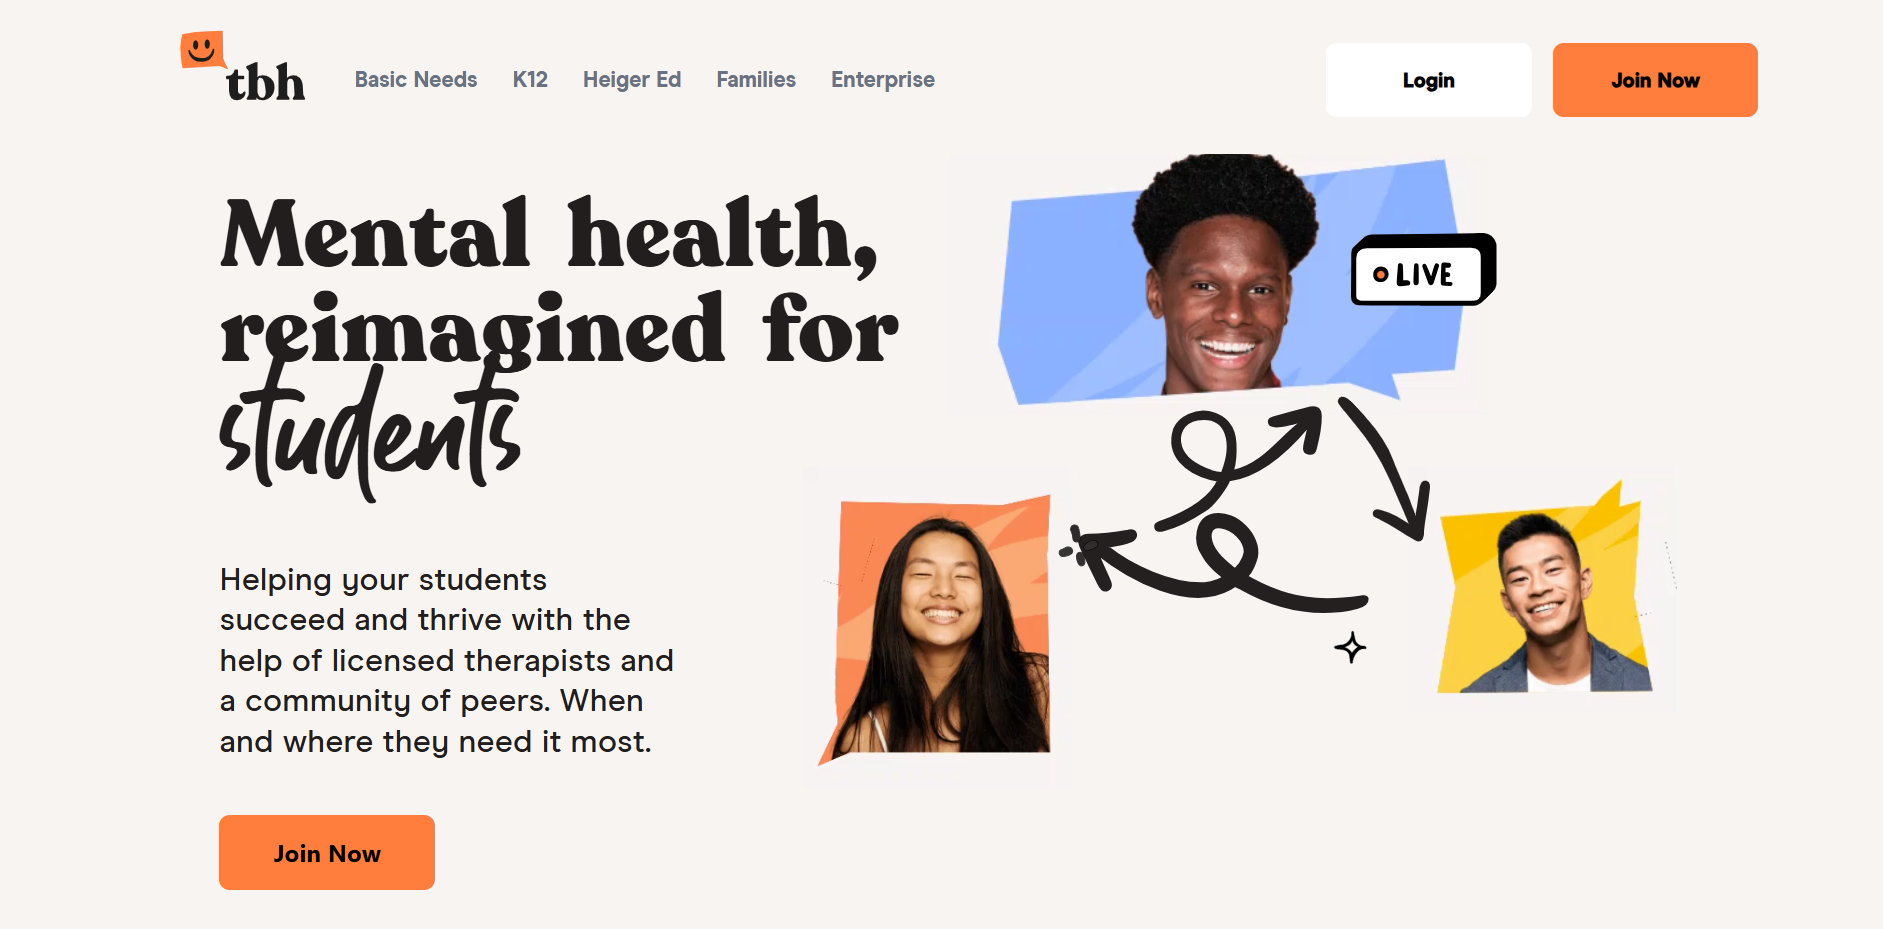 tbh
Basic Needs
K12
Heiger Ed
Families
Enterprise
Login
Join Now
Mental health,
reimagined for
students
LIVE
Helping your students
succeed and thrive with the
help of licensed therapists and
a community of peers. When
and where they need it most.
Join Now